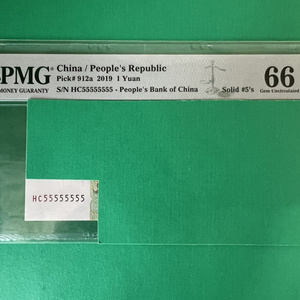 PMG
MONEY GUARANTY
China / People's Republic
Pick# 912a 2019 1 Yuan
S/N HC55555555 - People's Bank of China
Solid #5's
66
Gem Uncirculated
HC55555555